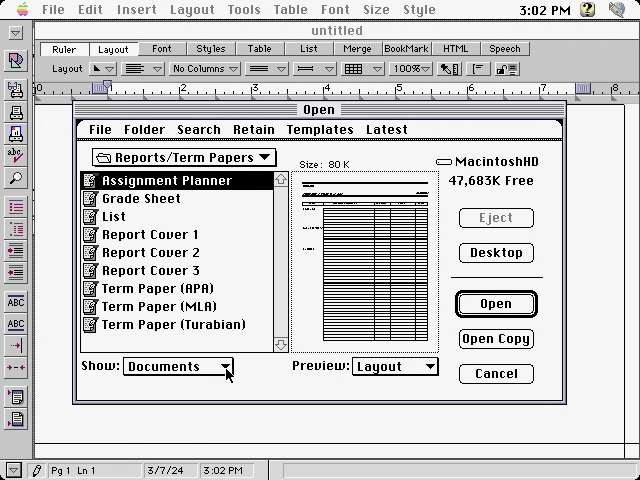 File Edit Insert Layout Tools Table Font Size Style 3:02 PM
untitled
Ruler Layout Font Styles Table List Merge BookMark HTML Speech
Layout No Columns 100%
0 1 2 3 4 5 6 7 8
Open
File Folder Search Retain Templates Latest
Reports/Term Papers
Size: 80 K
MacintoshHD
47,683K Free
Assignment Planner
Grade Sheet
List
Report Cover 1
Report Cover 2
Report Cover 3
Term Paper (APA)
Term Paper (MLA)
Term Paper (Turabian)
Eject
Desktop
Open
Open Copy
Cancel
Show: Documents
Preview: Layout
ABC
ABC
Pg 1 Ln 1 3/7/24 3:02 PM